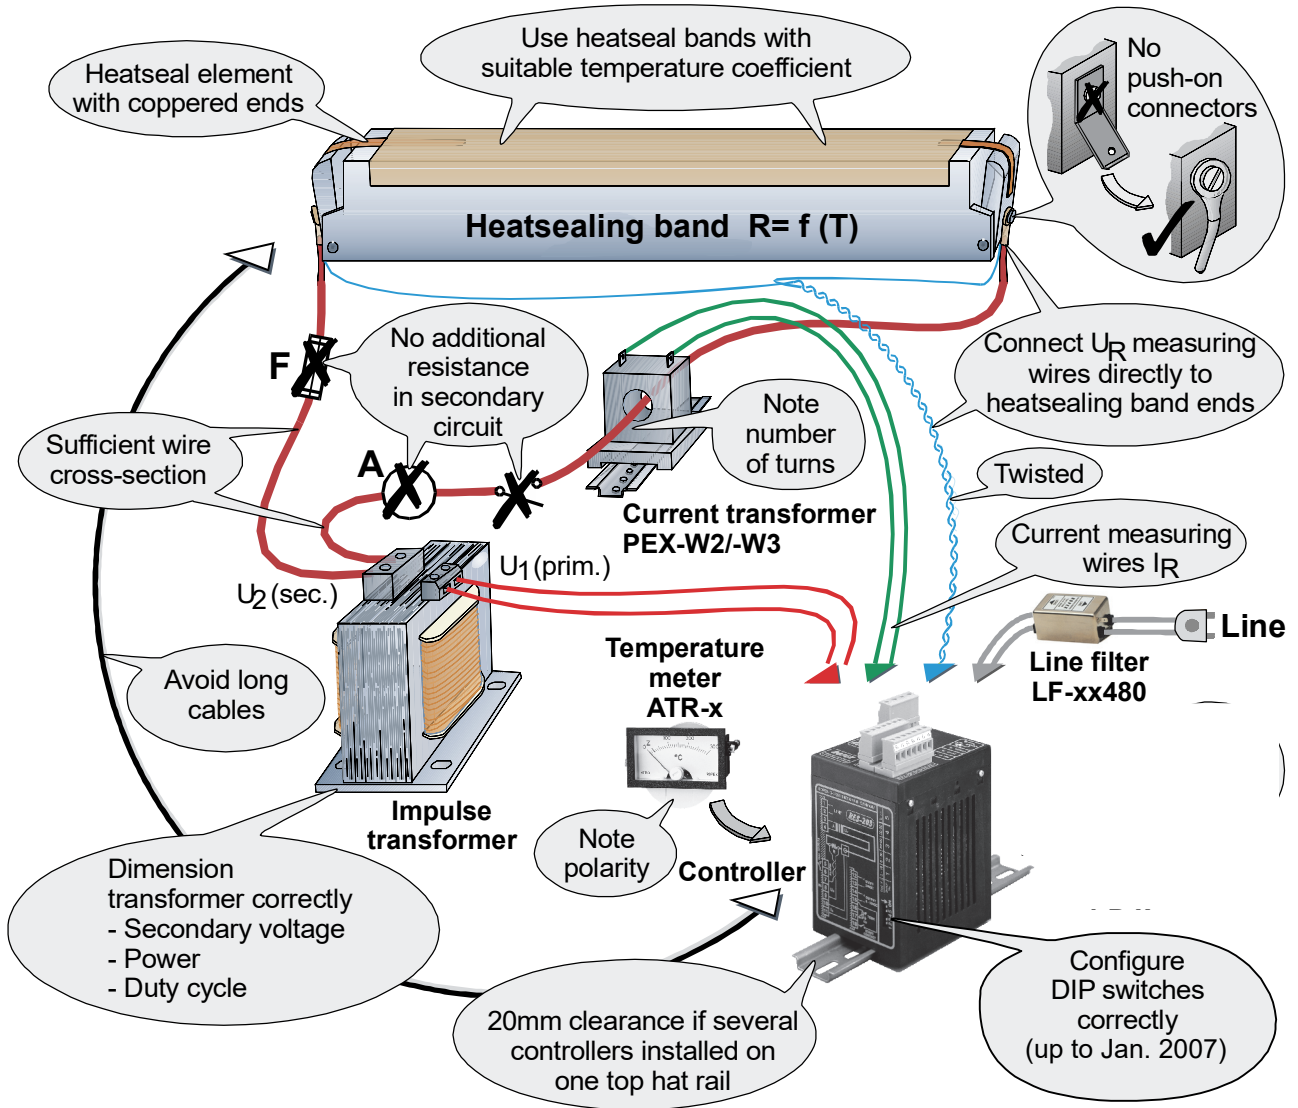 Use heatseal bands with
suitable temperature coefficient
Heatseal element
with coppered ends
No
push-on
connectors
Heatsealing band R= f (T)
No additional
resistance
in secondary
circuit
F
A
Connect UR measuring
wires directly to
heatsealing band ends
Note
number
of turns
Sufficient wire
cross-section
Twisted
Current transformer
PEX-W2/-W3
Current measuring
wires IR
U1 (prim.)
U2 (sec.)
Line
Line filter
LF-xx480
Temperature
meter
ATR-x
°C
Avoid long
cables
Impulse
transformer
Note
polarity
Controller
RES-205
Dimension
transformer correctly
- Secondary voltage
- Power
- Duty cycle
Configure
DIP switches
correctly
(up to Jan. 2007)
20mm clearance if several
controllers installed on
one top hat rail